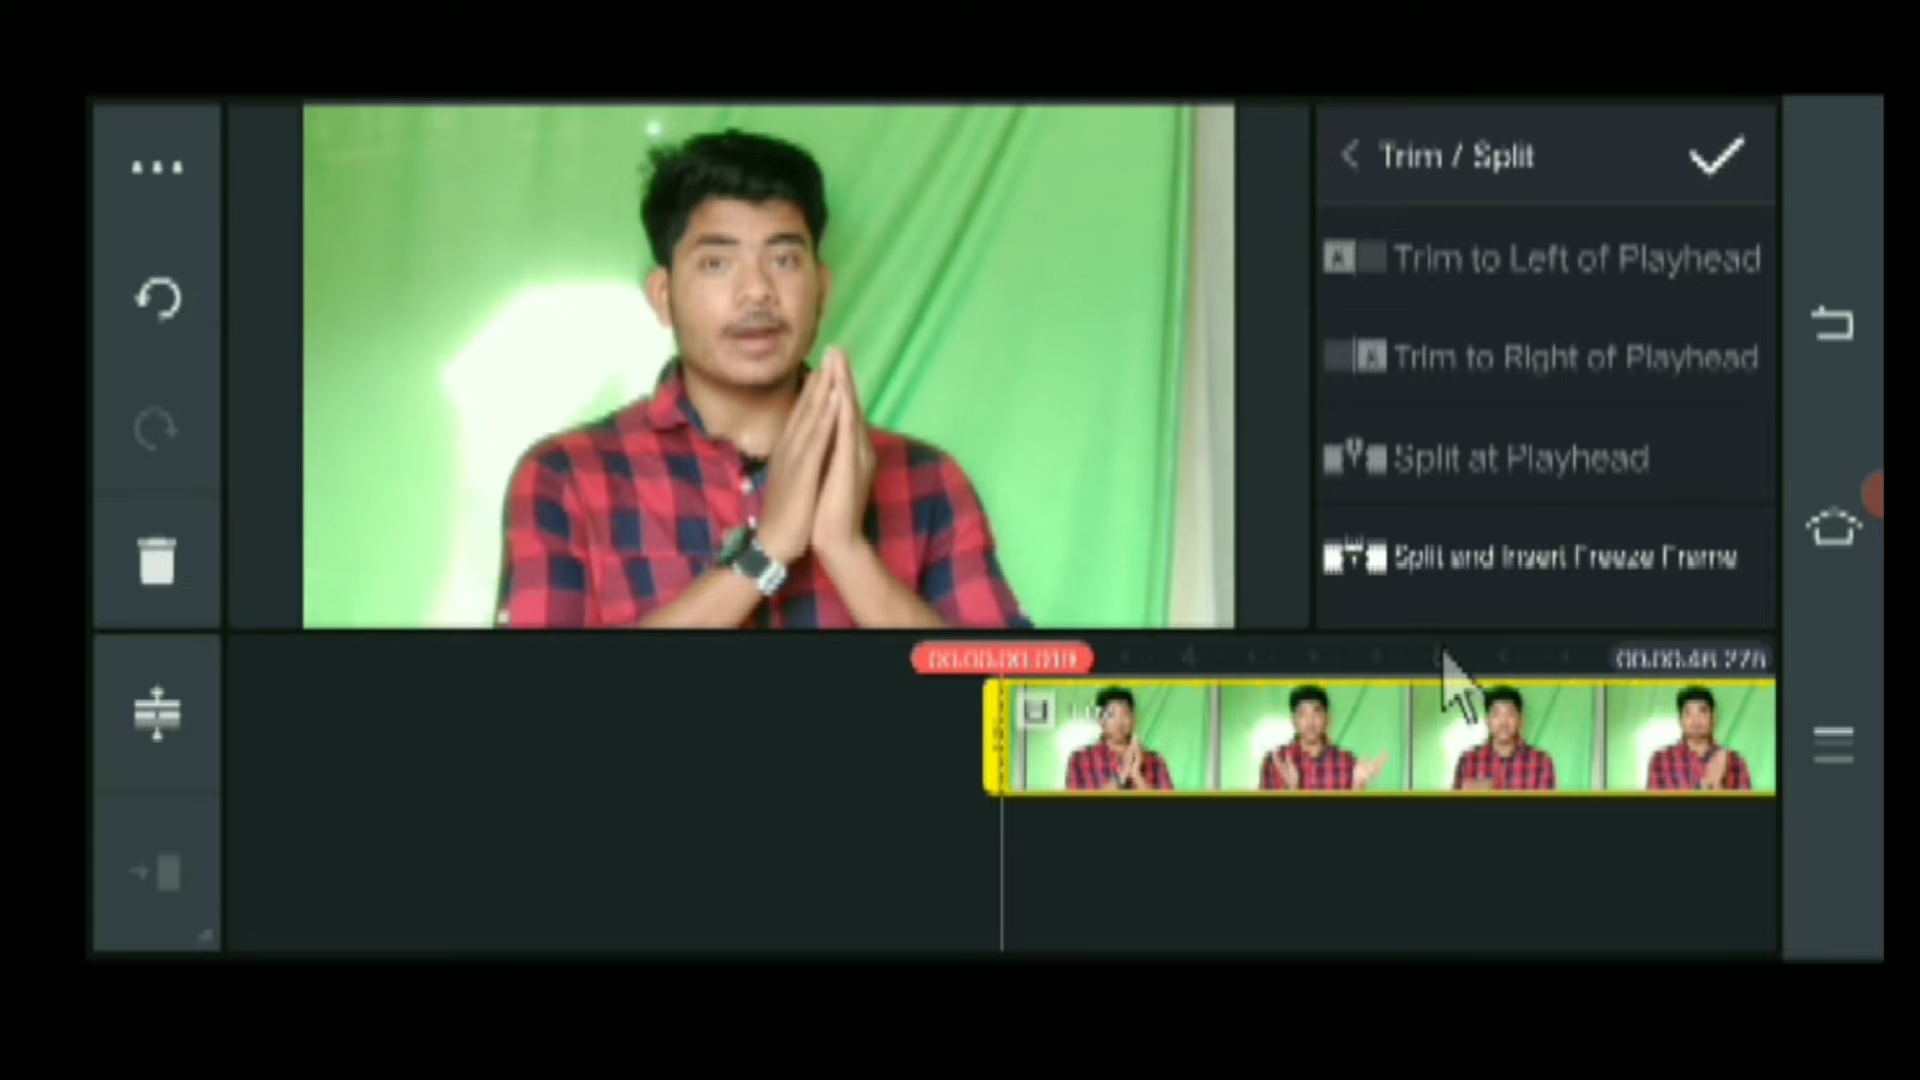 Trim / Split
Trim to Left of Playhead
Trim to Right of Playhead
Split at Playhead
Split and Insert Freeze Frame